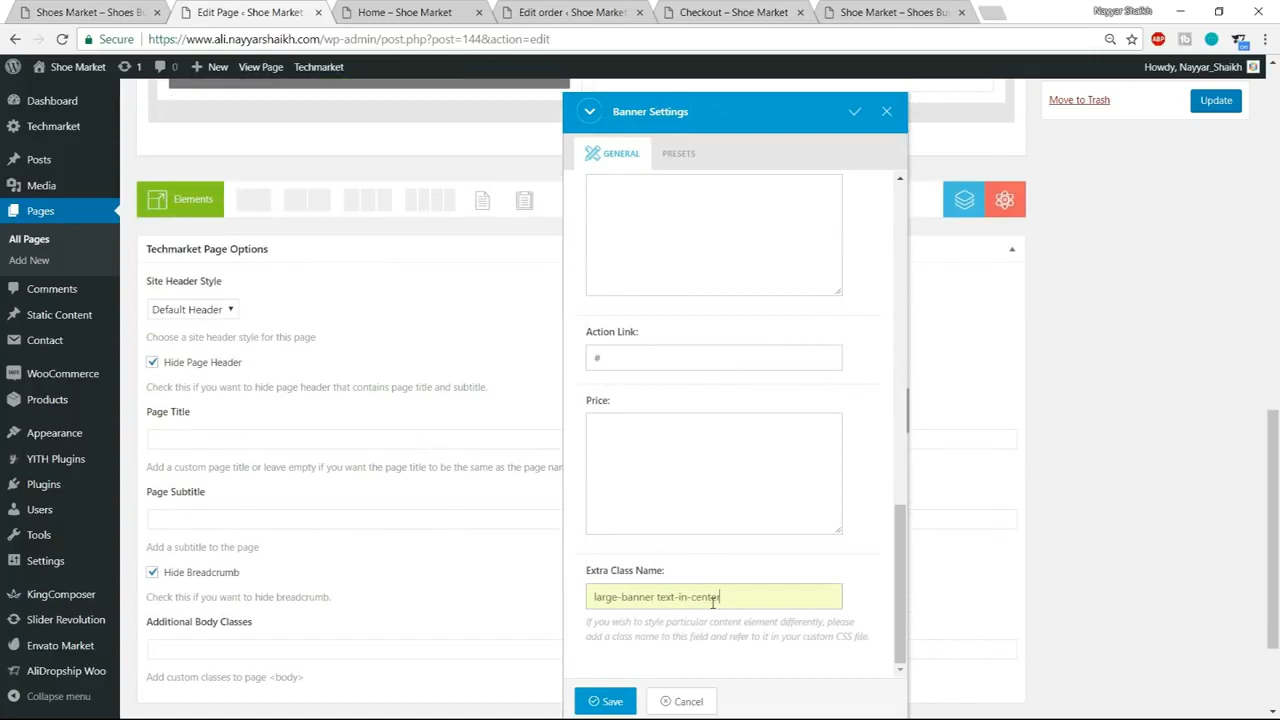 Shoes Market – Shoes Bu
Edit Page ‹ Shoe Market
Home – Shoe Market
Edit order ‹ Shoe Market
Checkout – Shoe Market
Shoe Market – Shoes Bu
Nayyar Shaikh
Secure https://www.ali.nayyarshaikh.com/wp-admin/post.php?post=144&action=edit
Shoe Market 1 0 + New View Page Techmarket
Howdy, Nayyar_Shaikh
Dashboard
Techmarket
Posts
Media
Pages
All Pages
Add New
Comments
Static Content
Contact
WooCommerce
Products
Appearance
YITH Plugins
Plugins
Users
Tools
Settings
KingComposer
Slider Revolution
Envato Market
AliDropship Woo
Collapse menu
Move to Trash
Update
Elements
Techmarket Page Options
Site Header Style
Default Header
Choose a site header style for this page
Hide Page Header
Check this if you want to hide page header that contains page title and subtitle.
Page Title
Add a custom page title or leave empty if you want the page title to be the same as the page nam
Page Subtitle
Add a subtitle to the page
Hide Breadcrumb
Check this if you want to hide breadcrumb.
Additional Body Classes
Add custom classes to page <body>
Banner Settings
GENERAL PRESETS
Action Link:
#
Price:
Extra Class Name:
large-banner text-in-center
If you wish to style particular content element differently, please
add a class name to this field and refer to it in your custom CSS file.
Save
Cancel